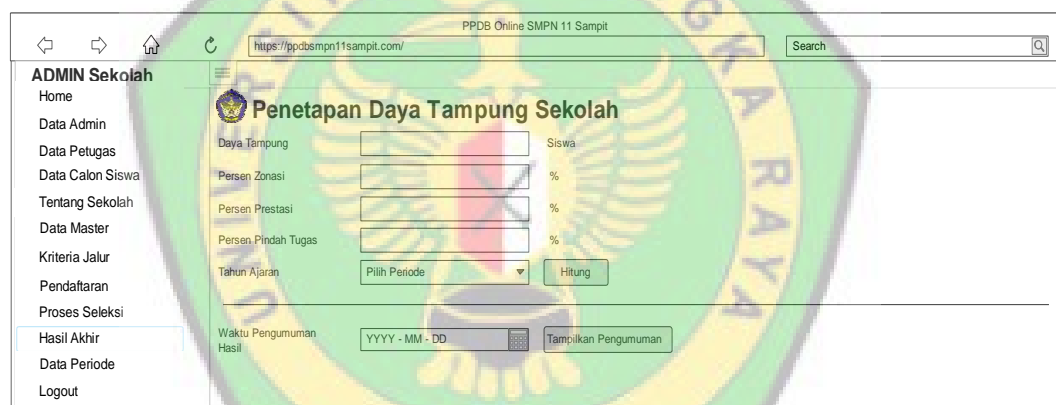 PPDB Online SMPN 11 Sampit
https://ppdbsmpn11sampit.com/
Search
ADMIN Sekolah
Home
Data Admin
Data Petugas
Data Calon Siswa
Tentang Sekolah
Data Master
Kriteria Jalur
Pendaftaran
Proses Seleksi
Hasil Akhir
Data Periode
Logout
Penetapan Daya Tampung Sekolah
Daya Tampung Siswa
Persen Zonasi %
Persen Prestasi %
Persen Pindah Tugas %
Tahun Ajaran Pilih Periode Hitung
Waktu Pengumuman
Hasil YYYY - MM - DD Tampilkan Pengumuman
UNIVERSIT
GKA RAYA